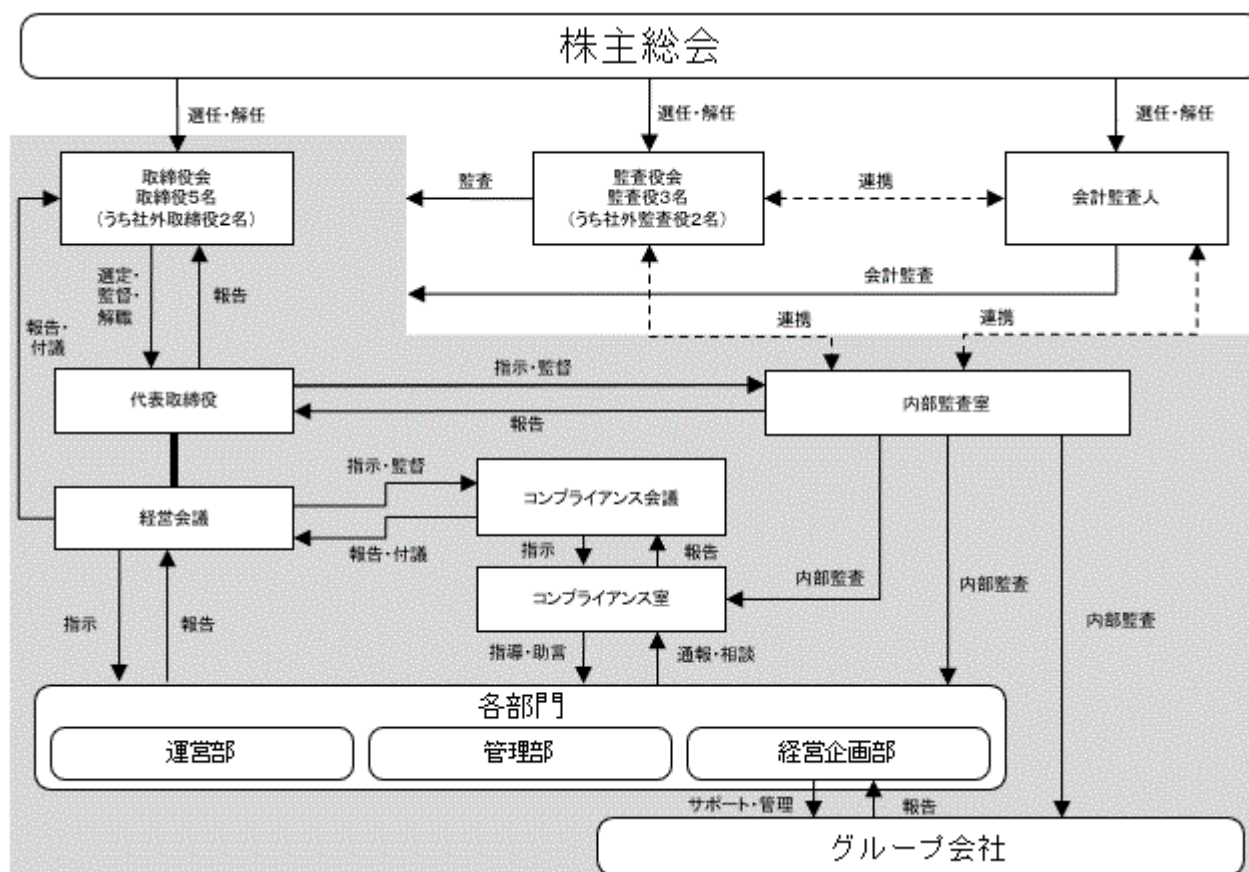 株主総会
選任・解任
選任・解任
選任・解任
取締役会
取締役5名
(うち社外取締役2名)
監査
監査役会
監査役3名
(うち社外監査役2名)
連携
会計監査人
選定・
監督・
解職
報告
会計監査
報告・
付議
連携
連携
代表取締役
指示・監督
報告
内部監査室
経営会議
指示・監督
報告・付議
コンプライアンス会議
指示
報告
コンプライアンス室
内部監査
内部監査
内部監査
指示
報告
指導・助言
通報・相談
各部門
運営部
管理部
経営企画部
サポート・管理
報告
グループ会社